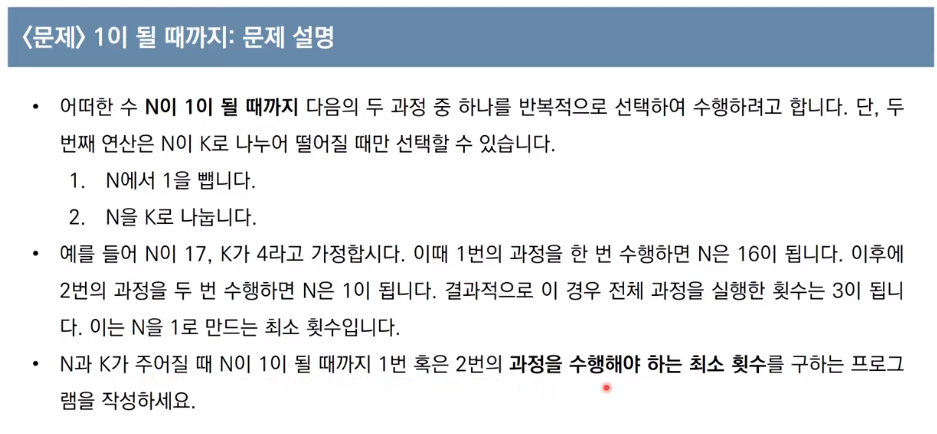 <문제> 1이 될 때까지: 문제 설명
• 어떠한 수 N이 1이 될 때까지 다음의 두 과정 중 하나를 반복적으로 선택하여 수행하려고 합니다. 단, 두
번째 연산은 N이 K로 나누어 떨어질 때만 선택할 수 있습니다.
1. N에서 1을 뺍니다.
2. N을 K로 나눕니다.
• 예를 들어 N이 17, K가 4라고 가정합시다. 이때 1번의 과정을 한 번 수행하면 N은 16이 됩니다. 이후에
2번의 과정을 두 번 수행하면 N은 1이 됩니다. 결과적으로 이 경우 전체 과정을 실행한 횟수는 3이 됩니
다. 이는 N을 1로 만드는 최소 횟수입니다.
• N과 K가 주어질 때 N이 1이 될 때까지 1번 혹은 2번의 과정을 수행해야 하는 최소 횟수를 구하는 프로그
램을 작성하세요.